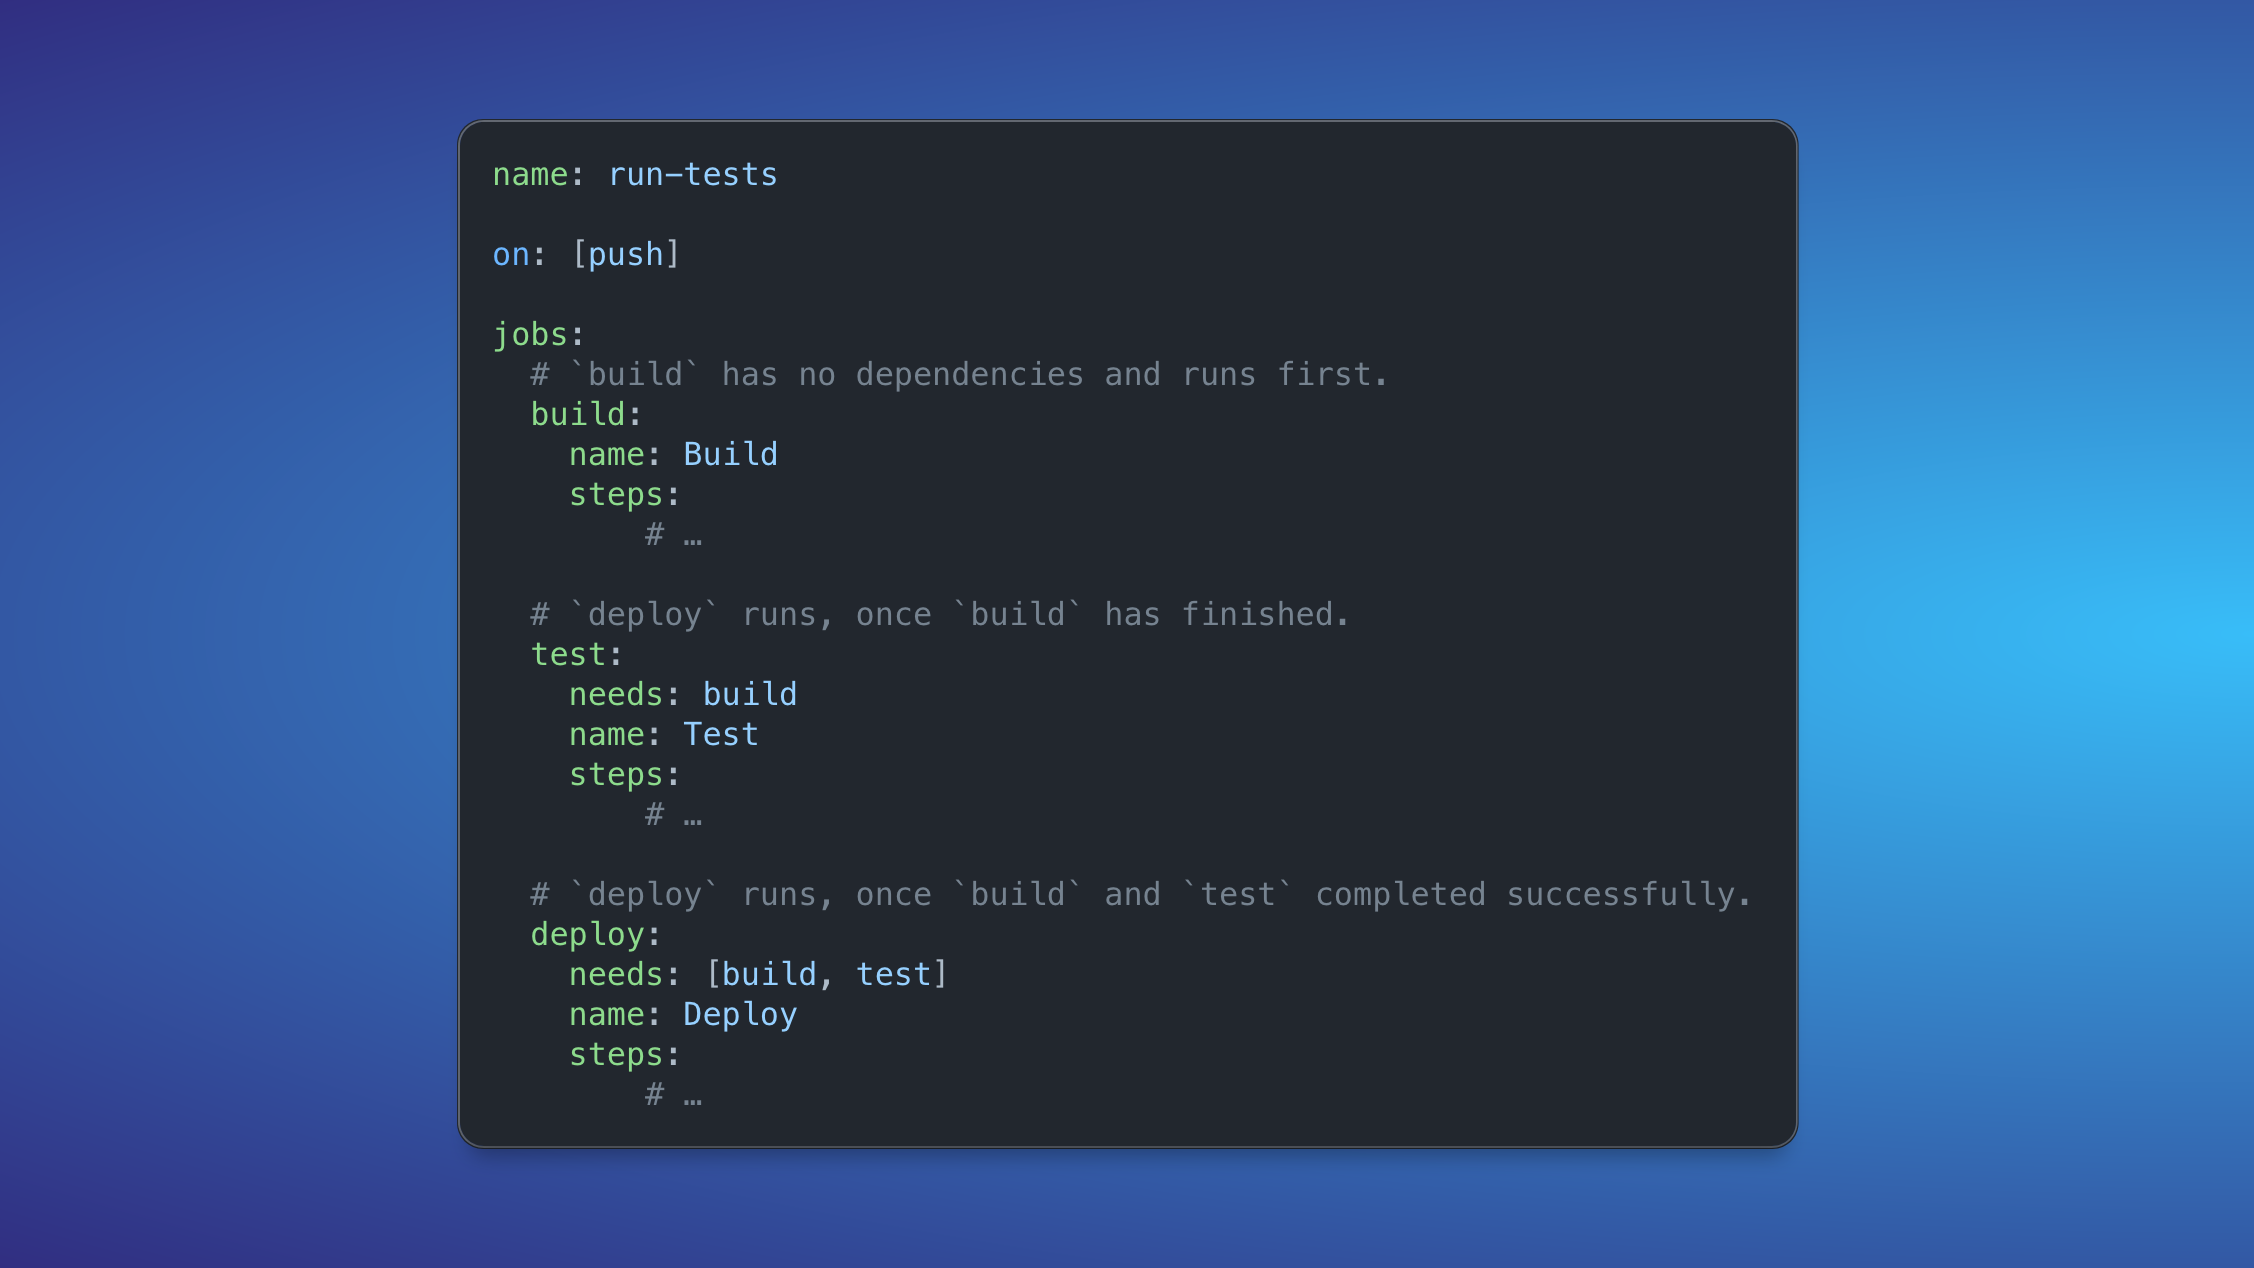 name: run-tests

on: [push]

jobs:
  # `build` has no dependencies and runs first.
  build:
    name: Build
    steps:
        # …

  # `deploy` runs, once `build` has finished.
  test:
    needs: build
    name: Test
    steps:
        # …

  # `deploy` runs, once `build` and `test` completed successfully.
  deploy:
    needs: [build, test]
    name: Deploy
    steps:
        # …